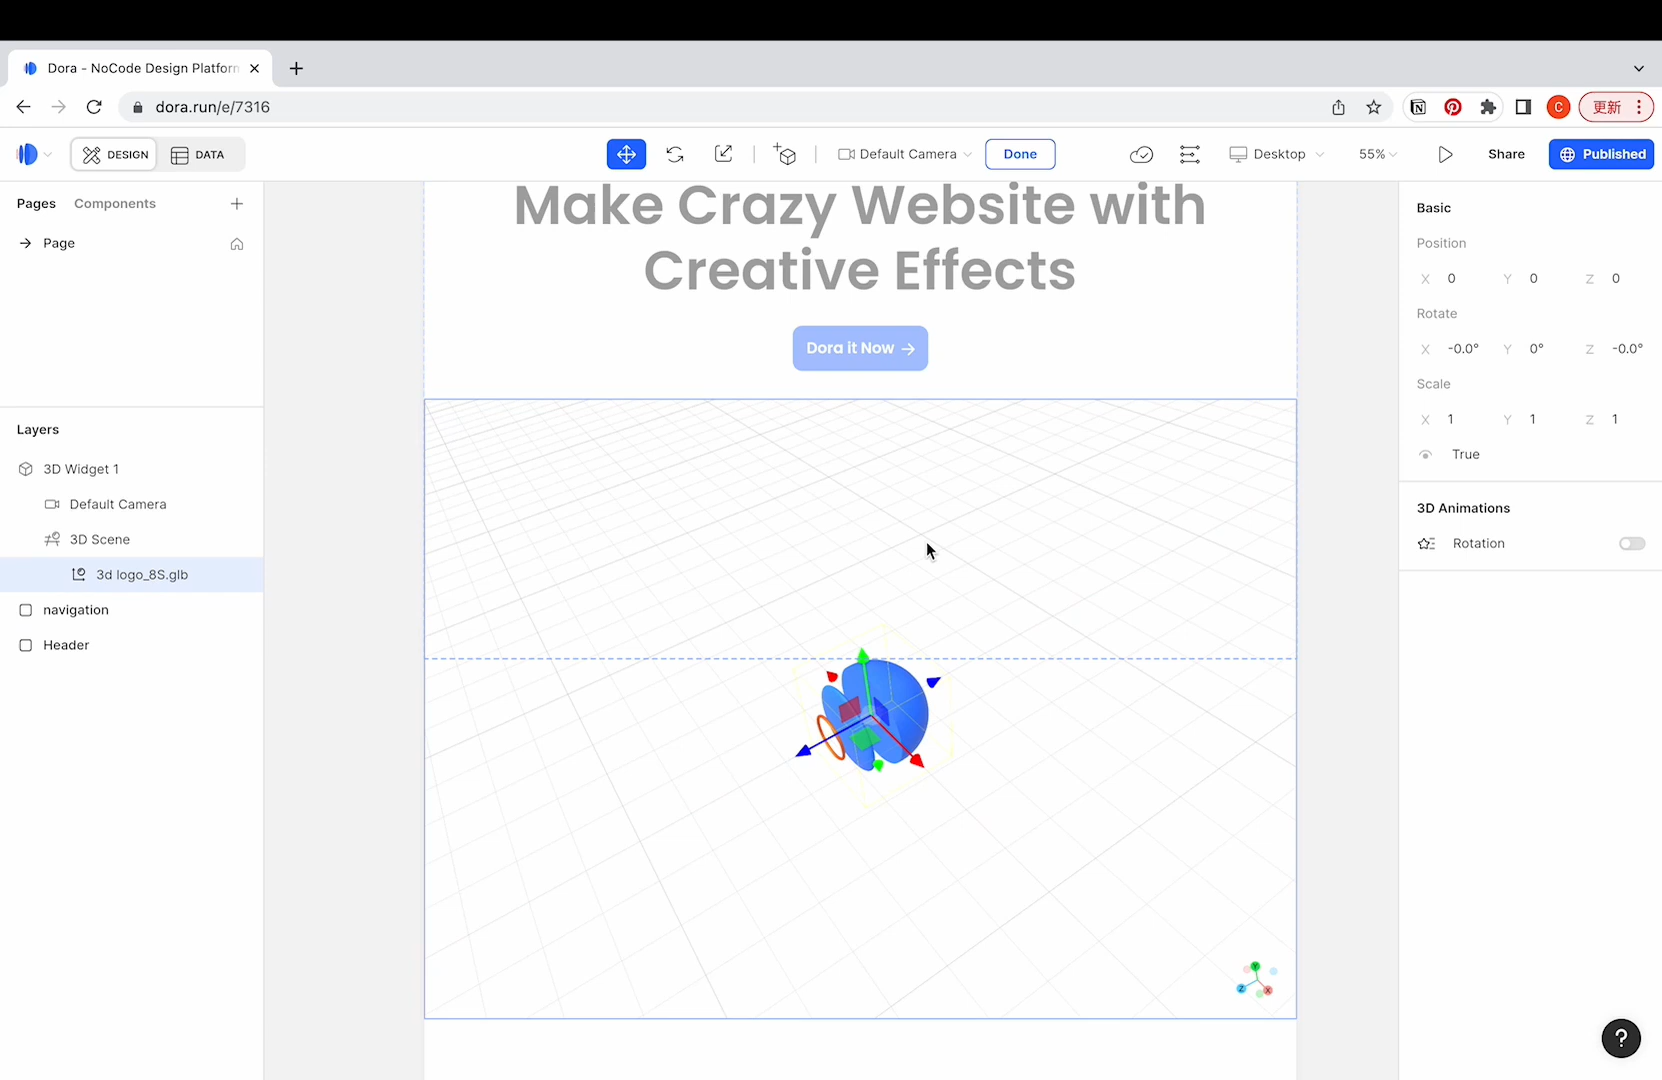 Dora - NoCode Design Platform
dora.run/e/7316
N
C
更新
DESIGN
DATA
Default Camera
Done
Desktop
55%
Share
Published
Pages
Components
Page
Layers
3D Widget 1
Default Camera
3D Scene
3d logo_8S.glb
navigation
Header
Make Crazy Website with
Creative Effects
Dora it Now →
Y
Z
X
Basic
Position
X 0 Y 0 Z 0
Rotate
X -0.0° Y 0° Z -0.0°
Scale
X 1 Y 1 Z 1
True
3D Animations
Rotation
?